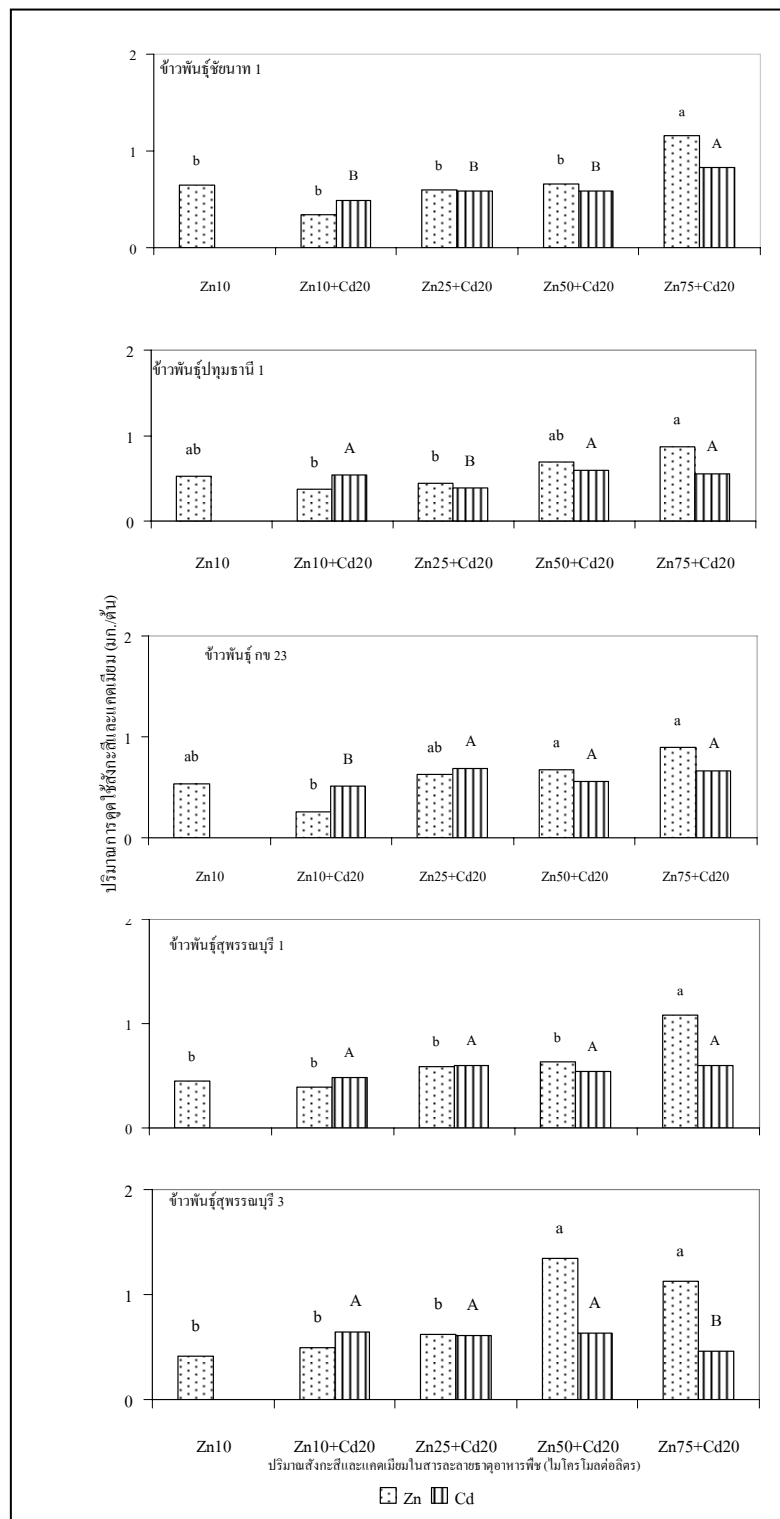 2
ข้าวพันธุ์ชัยนาท 1
a
1
A
b
b
b
B
B
b
B
0
Zn10 Zn10+Cd20 Zn25+Cd20 Zn50+Cd20 Zn75+Cd20
2
ข้าวพันธุ์ปทุมธานี 1
1
a
ab
ab
A
A
A
b
b
B
0
Zn10 Zn10+Cd20 Zn25+Cd20 Zn50+Cd20 Zn75+Cd20
ปริมาณการดูดใช้สังกะสีและแคดเมียม (มก./ต้น)
2
ข้าวพันธุ์ กข 23
1
a
ab
ab
A
a
A
A
B
b
0
Zn10 Zn10+Cd20 Zn25+Cd20 Zn50+Cd20 Zn75+Cd20
2
ข้าวพันธุ์สุพรรณบุรี 1
a
1
b
b
A
b
A
b
A
A
0
Zn10 Zn10+Cd20 Zn25+Cd20 Zn50+Cd20 Zn75+Cd20
2
ข้าวพันธุ์สุพรรณบุรี 3
a
a
1
b
b
A
b
A
A
B
0
Zn10 Zn10+Cd20 Zn25+Cd20 Zn50+Cd20 Zn75+Cd20
ปริมาณสังกะสีและแคดเมียมในสารละลายธาตุอาหารพืช (ไมโครโมลต่อลิตร)
Zn Cd